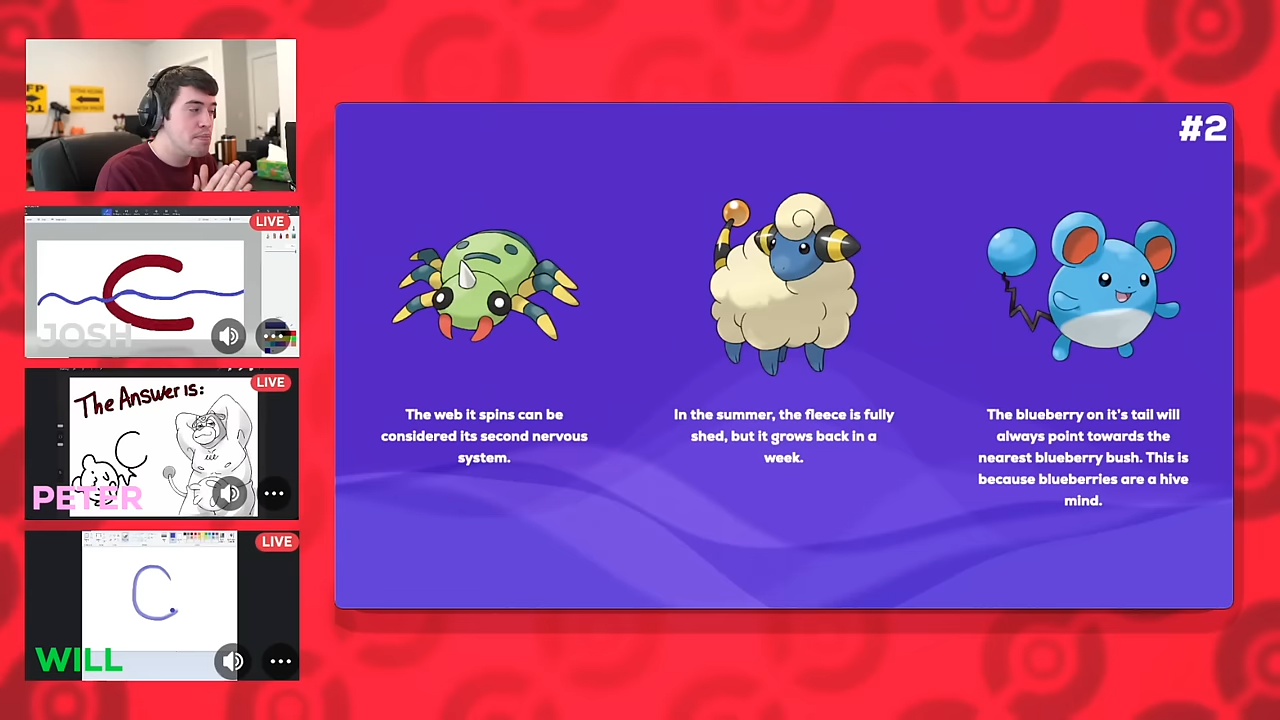 #2
LIVE
JOSH
The Answer is:
C
LIVE
PETER
C
LIVE
WILL
The web it spins can be
considered its second nervous
system.
In the summer, the fleece is fully
shed, but it grows back in a
week.
The blueberry on it's tail will
always point towards the
nearest blueberry bush. This is
because blueberries are a hive
mind.